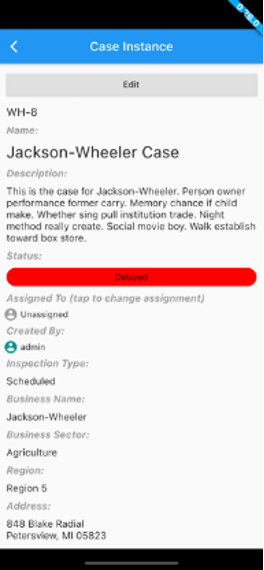 Case Instance
Edit
WH-8
Name:
Jackson-Wheeler Case
Description:
This is the case for Jackson-Wheeler. Person owner
performance former carry. Memory chance if child
make. Whether sing pull institution trade. Night
method really create. Social movie boy. Walk establish
toward box store.
Status:
Delayed
Assigned To (tap to change assignment)
Unassigned
Created By:
admin
Inspection Type:
Scheduled
Business Name:
Jackson-Wheeler
Business Sector:
Agriculture
Region:
Region 5
Address:
848 Blake Radial
Petersview, MI 05823